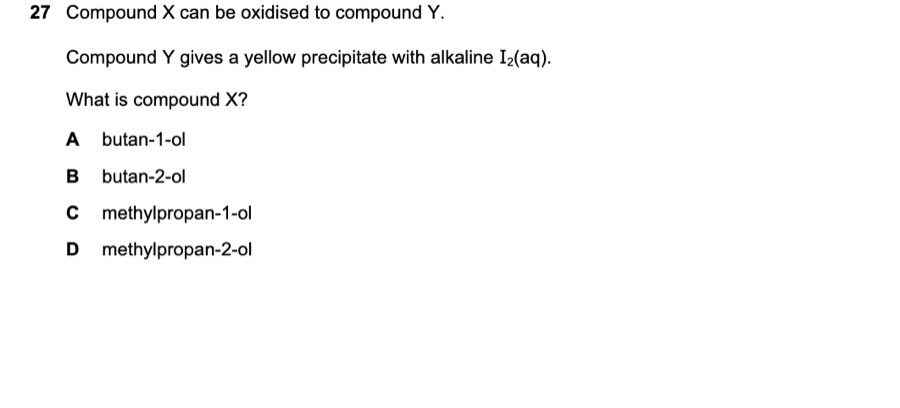 27 Compound X can be oxidised to compound Y.
Compound Y gives a yellow precipitate with alkaline I₂(aq).
What is compound X?
A butan-1-ol
B butan-2-ol
C methylpropan-1-ol
D methylpropan-2-ol